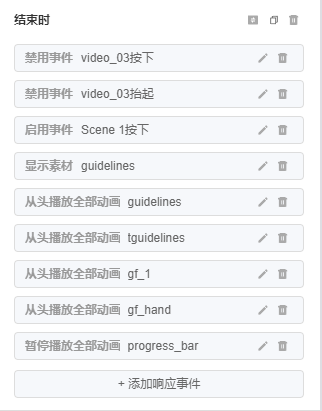 结束时
禁用事件 video_03按下
禁用事件 video_03抬起
启用事件 Scene 1按下
显示素材 guidelines
从头播放全部动画 guidelines
从头播放全部动画 tguidelines
从头播放全部动画 gf_1
从头播放全部动画 gf_hand
暂停播放全部动画 progress_bar
+ 添加响应事件